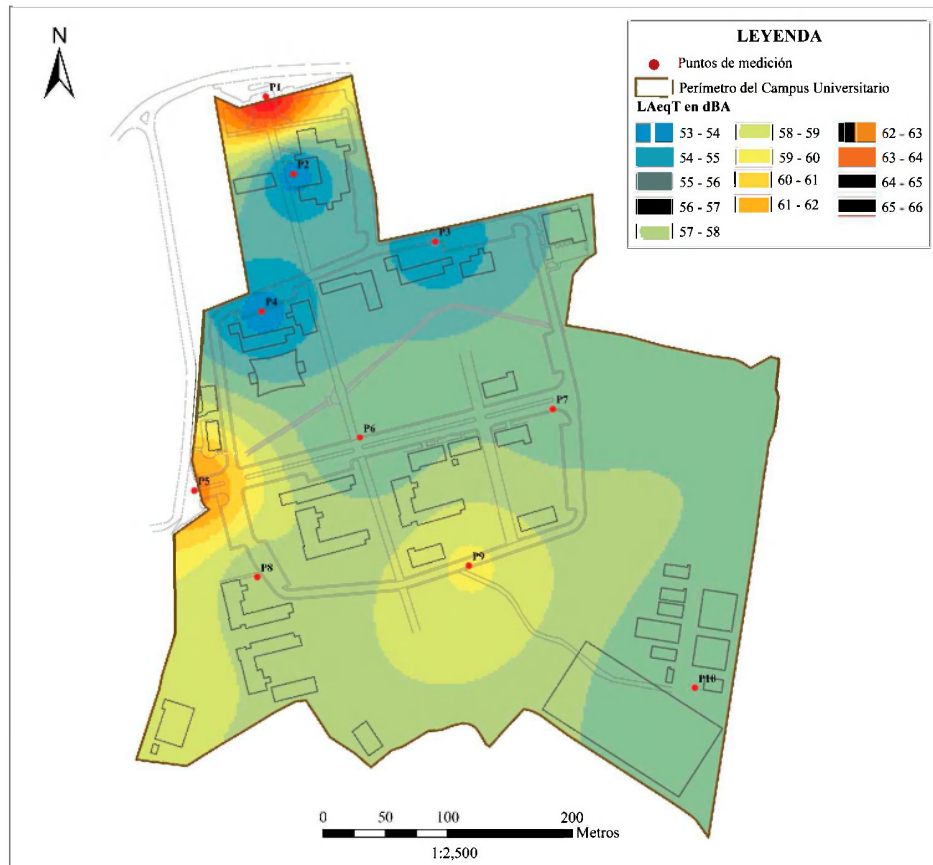 N
LEYENDA
Puntos de medición
Perímetro del Campus Universitario
LAeqT en dBA
53 - 54
58 - 59
62 - 63
54 - 55
59 - 60
63 - 64
55 - 56
60 - 61
64 - 65
56 - 57
61 - 62
65 - 66
57 - 58
P1
P2
P3
P4
P7
P6
P5
P9
P8
P10
0 50 100 200
Metros
1:2,500